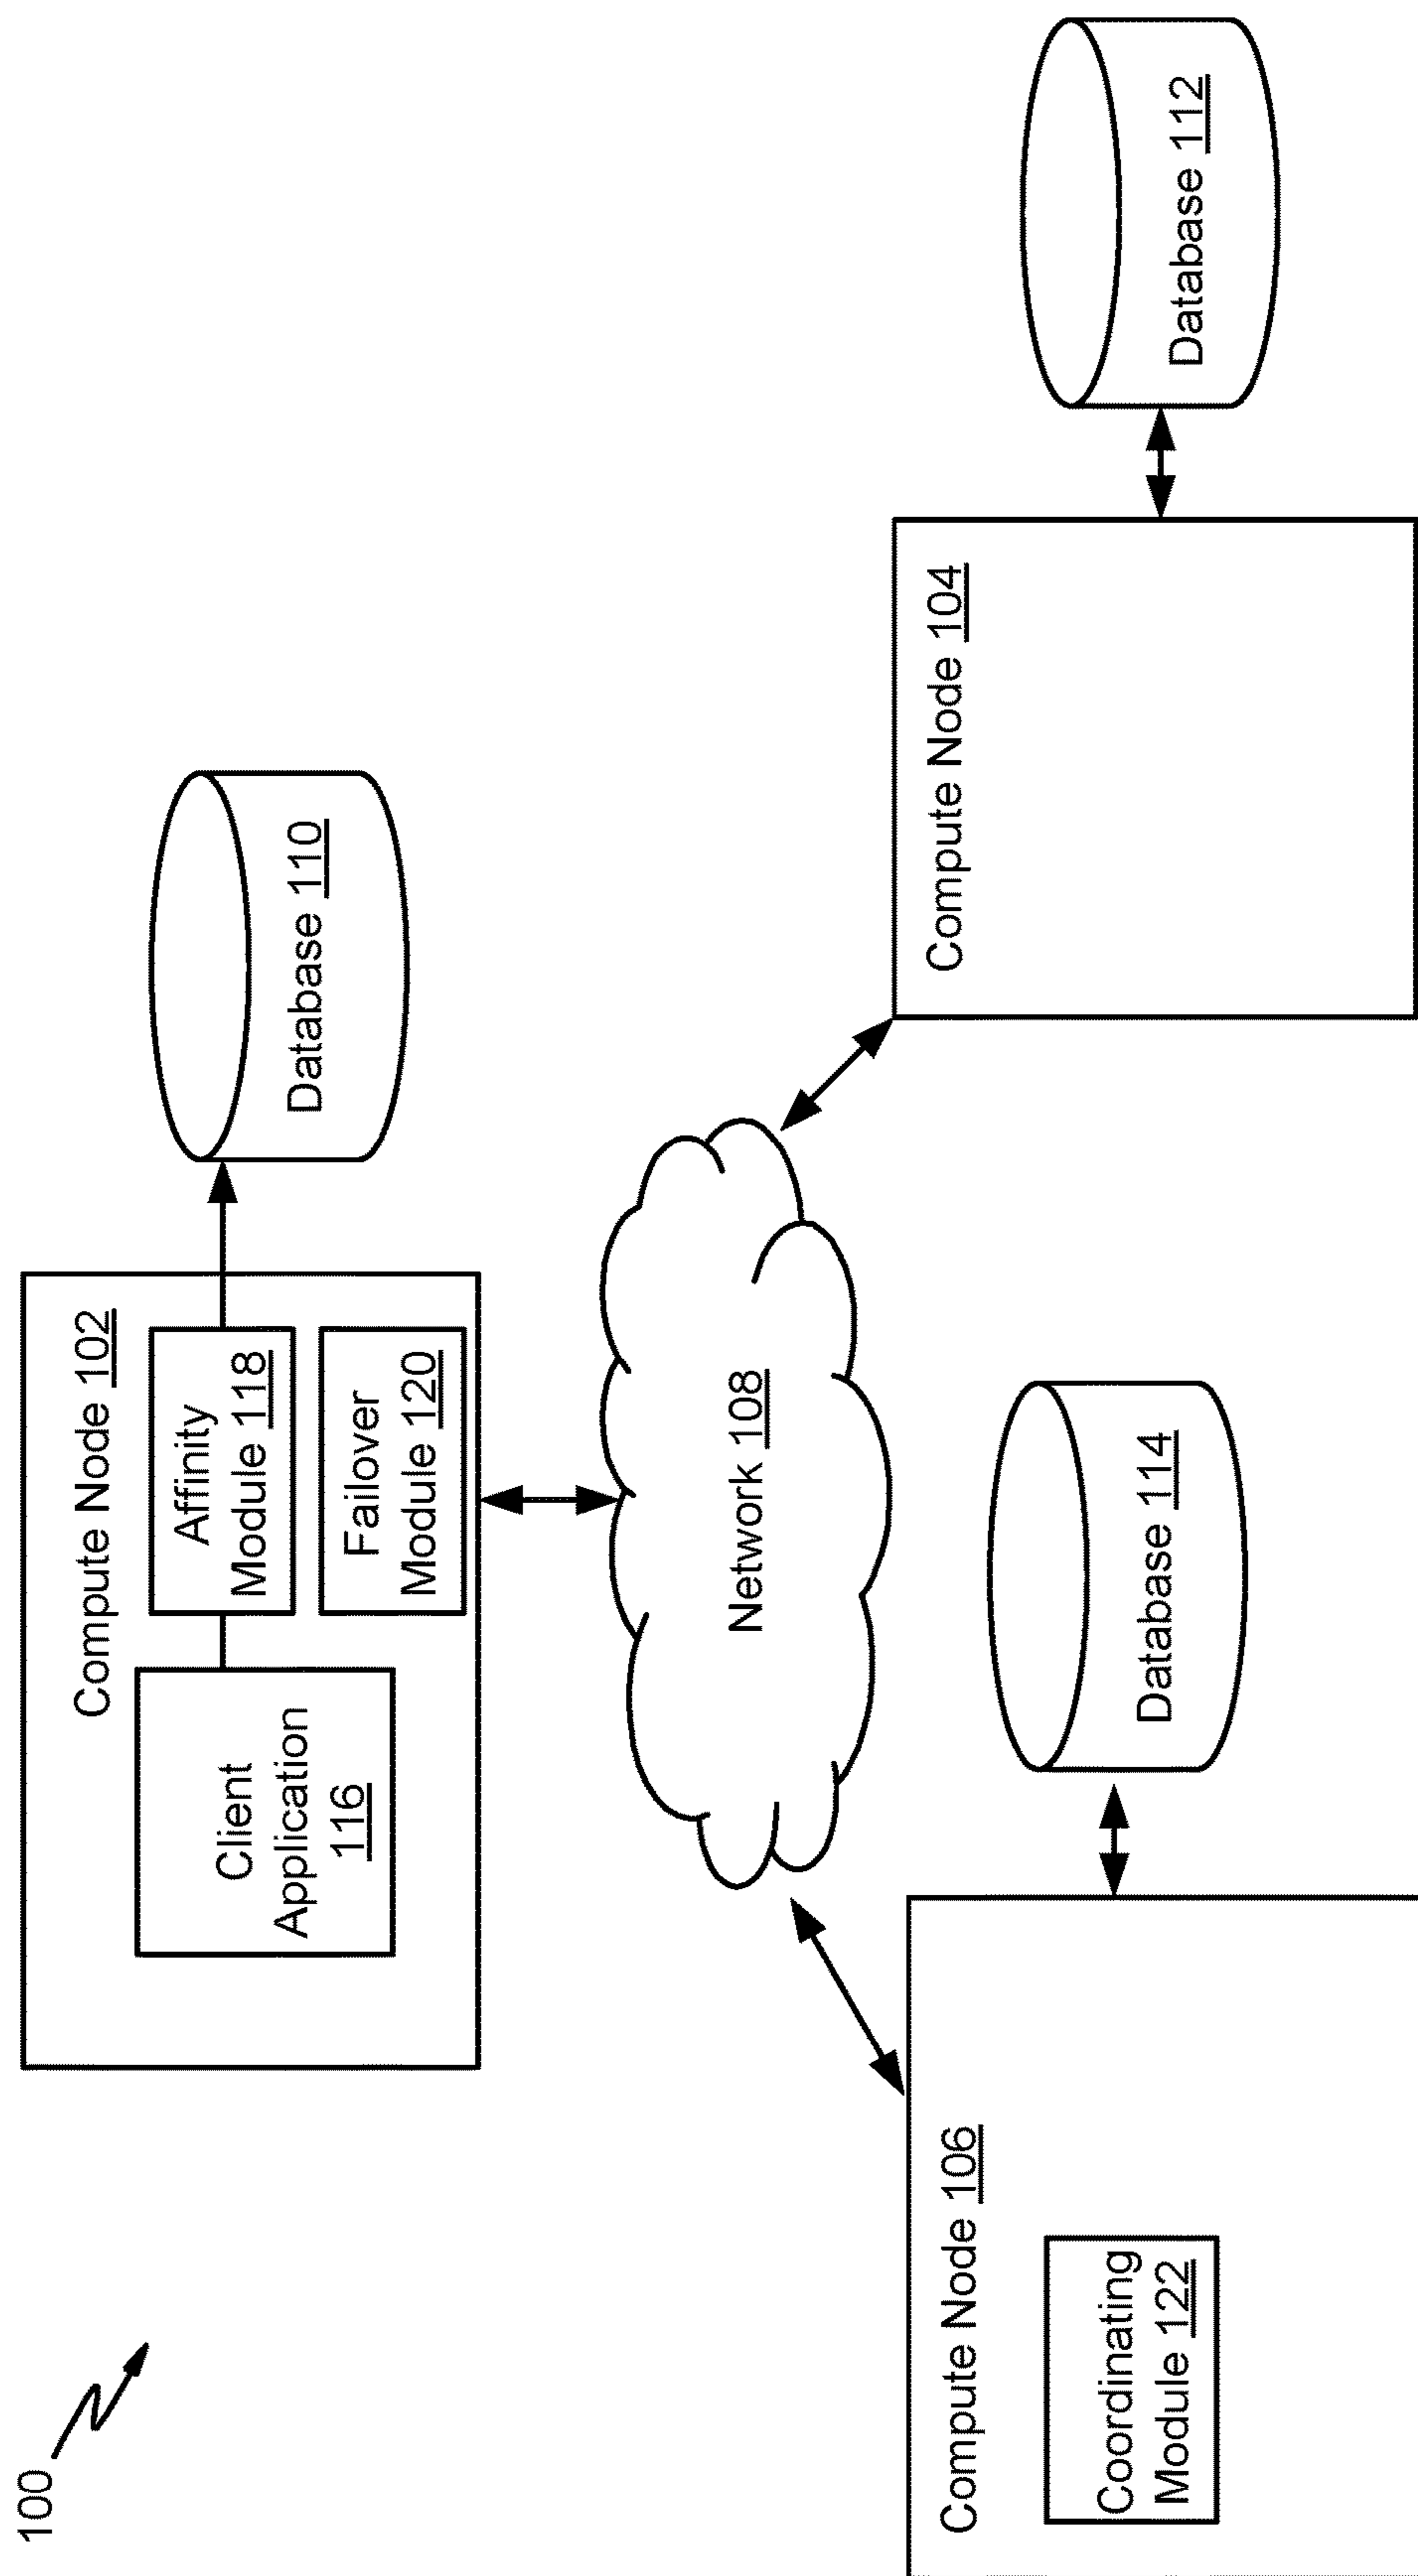 100
Compute Node 102
Client
Application
116
Affinity
Module 118
Failover
Module 120
Database 110
Network 108
Compute Node 106
Coordinating
Module 122
Database 114
Compute Node 104
Database 112